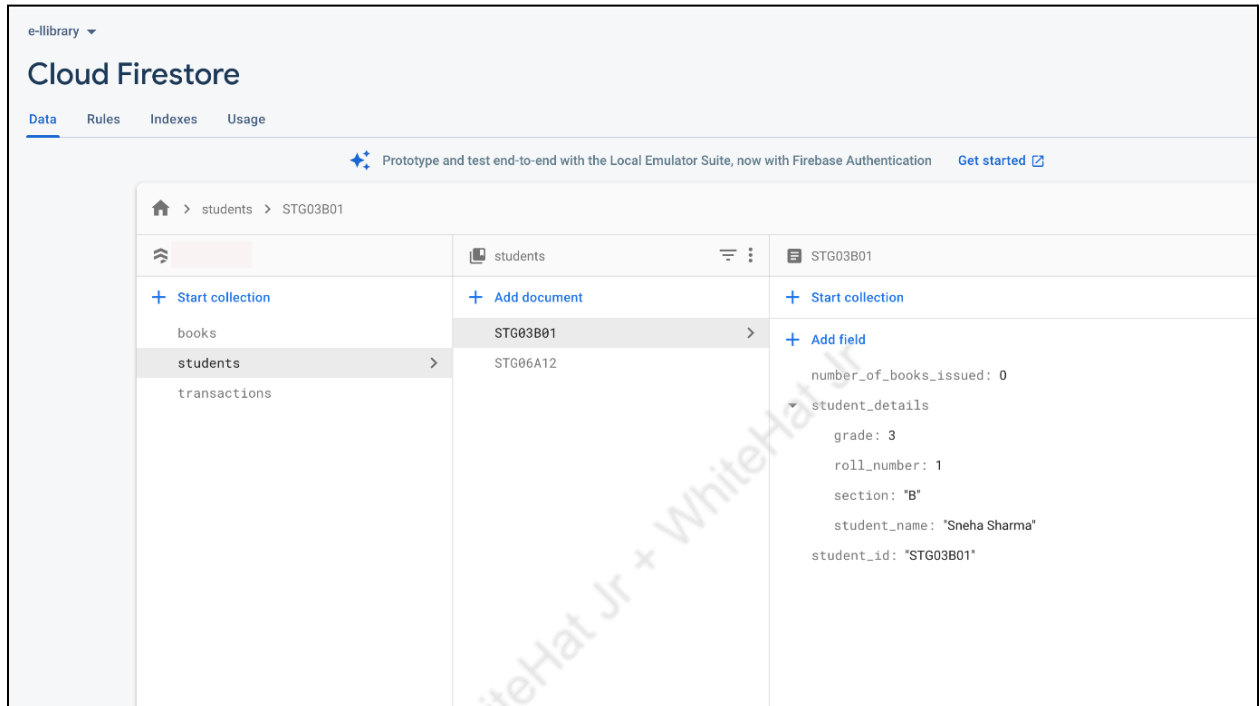 e-llibrary
Cloud Firestore
Data Rules Indexes Usage
Prototype and test end-to-end with the Local Emulator Suite, now with Firebase Authentication Get started
students > STG03B01
students
STG03B01
Start collection
Add document
Start collection
books
students
transactions
STG03B01
STG06A12
Add field
number_of_books_issued: 0
student_details
grade: 3
roll_number: 1
section: "B"
student_name: "Sneha Sharma"
student_id: "STG03B01"
WhiteHat Jr + WhiteHat Jr